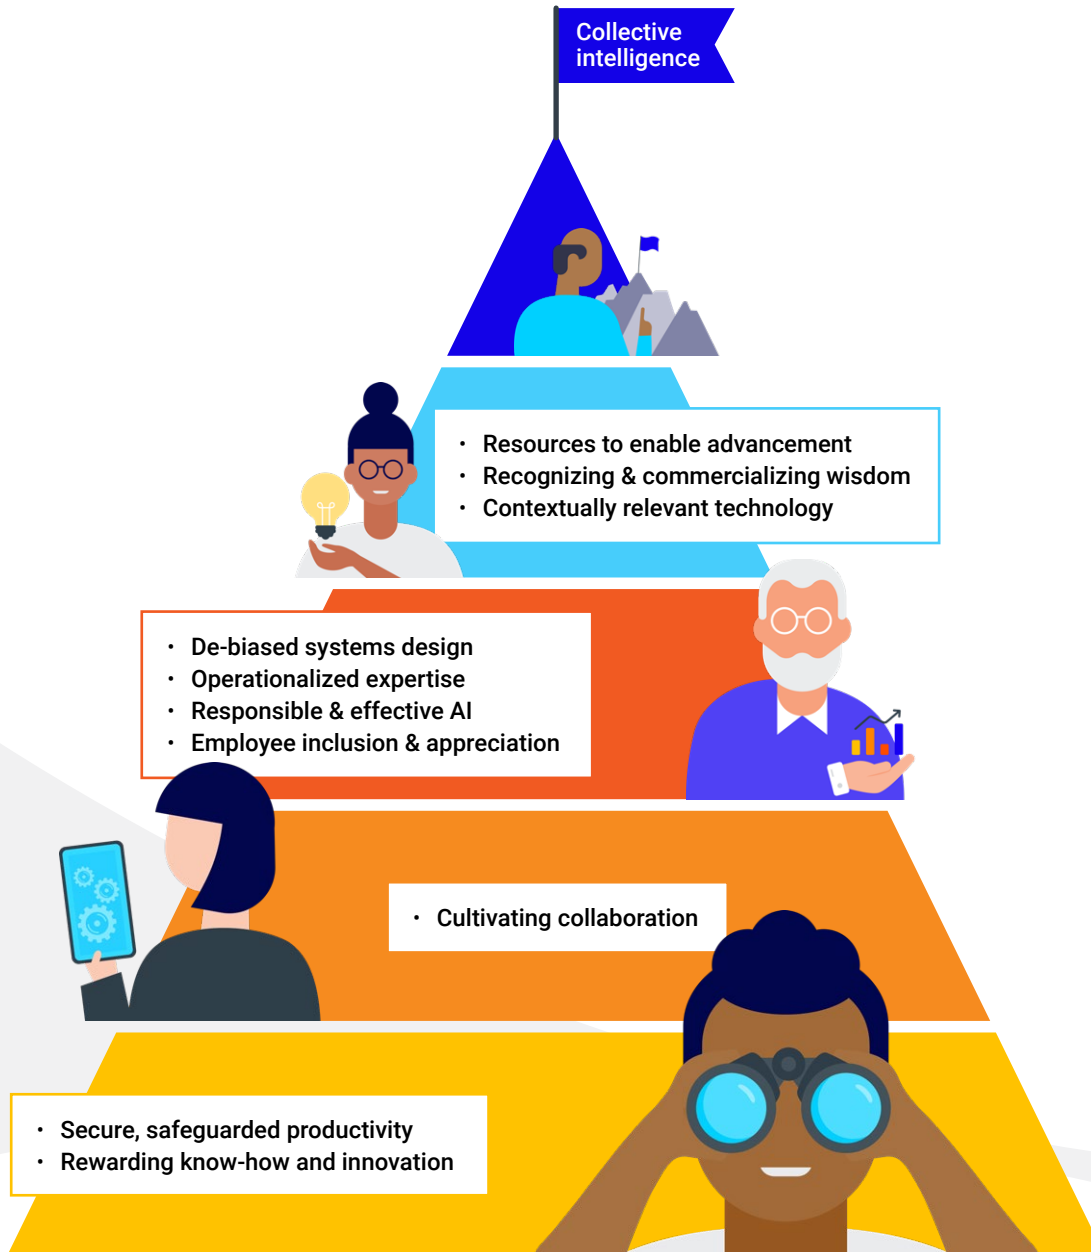 Collective
intelligence
• Resources to enable advancement
• Recognizing & commercializing wisdom
• Contextually relevant technology
• De-biased systems design
• Operationalized expertise
• Responsible & effective AI
• Employee inclusion & appreciation
• Cultivating collaboration
• Secure, safeguarded productivity
• Rewarding know-how and innovation